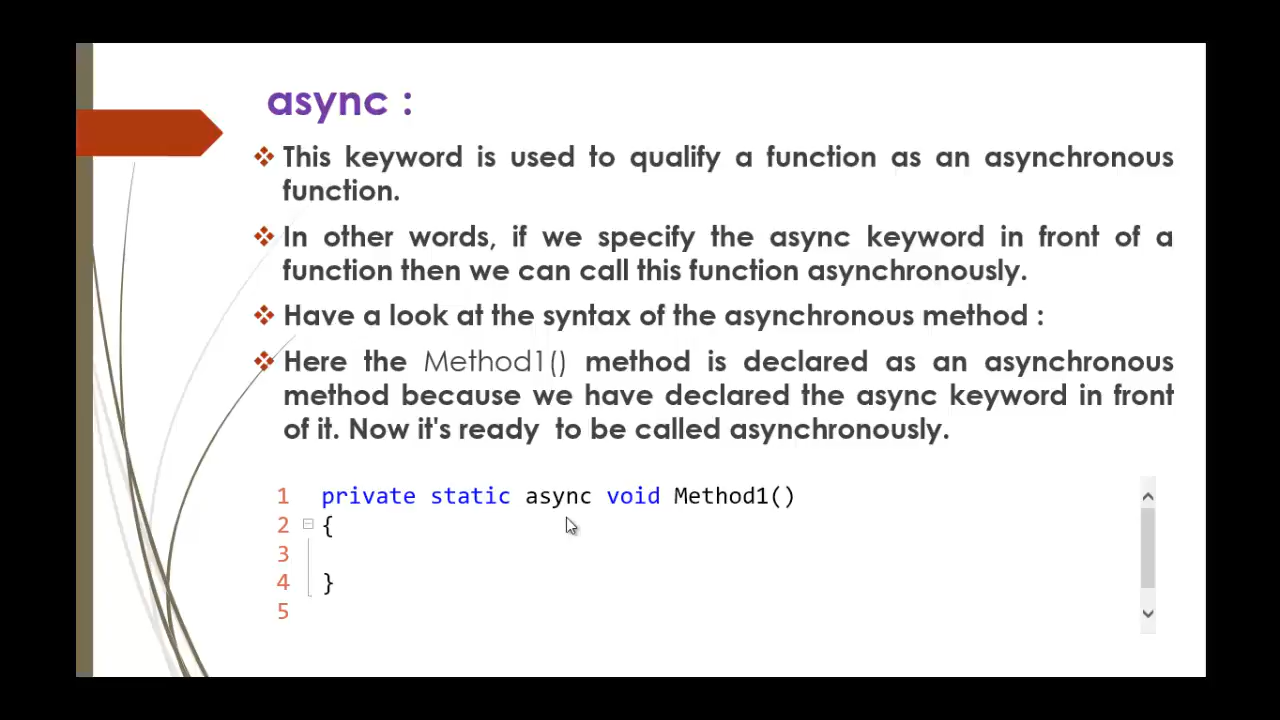 async :
This keyword is used to qualify a function as an asynchronous
function.
In other words, if we specify the async keyword in front of a
function then we can call this function asynchronously.
Have a look at the syntax of the asynchronous method :
Here the Method1() method is declared as an asynchronous
method because we have declared the async keyword in front
of it. Now it's ready to be called asynchronously.
1 private static async void Method1()
2 {
3
4 }
5